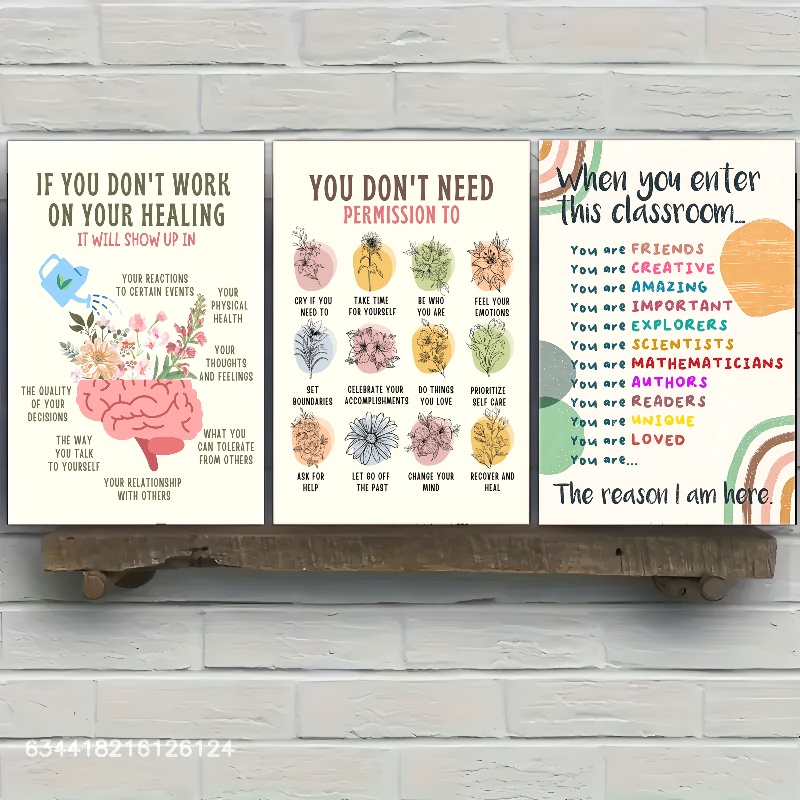 IF YOU DON'T WORK
ON YOUR HEALING
IT WILL SHOW UP IN
YOUR REACTIONS
TO CERTAIN EVENTS
YOUR
PHYSICAL
HEALTH
YOUR
THOUGHTS
AND FEELINGS
THE QUALITY
OF YOUR
DECISIONS
THE WAY
YOU TALK
TO YOURSELF
WHAT YOU
CAN TOLERATE
FROM OTHERS
YOUR RELATIONSHIP
WITH OTHERS
YOU DON'T NEED
PERMISSION TO
CRY IF YOU
NEED TO
TAKE TIME
FOR YOURSELF
BE WHO
YOU ARE
FEEL YOUR
EMOTIONS
SET
BOUNDARIES
CELEBRATE YOUR
ACCOMPLISHMENTS
DO THINGS
YOU LOVE
PRIORITIZE
SELF CARE
ASK FOR
HELP
LET GO OFF
THE PAST
CHANGE YOUR
MIND
RECOVER AND
HEAL
When you enter
this classroom...
You are FRIENDS
You are CREATIVE
You are AMAZING
You are IMPORTANT
You are EXPLORERS
You are SCIENTISTS
You are MATHEMATICIANS
You are AUTHORS
You are READERS
You are UNIQUE
You are LOVED
You are...
The reason I am here.
634418216126124